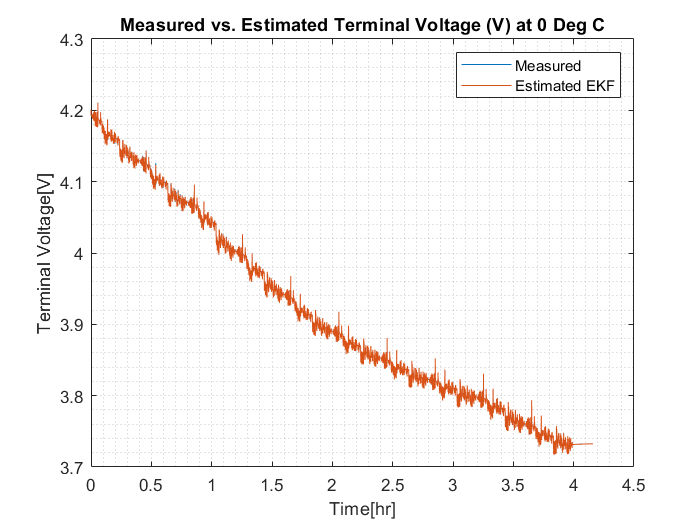 Measured vs. Estimated Terminal Voltage (V) at 0 Deg C
4.3
4.2
4.1
4
3.9
3.8
3.7
Terminal Voltage[V]
Measured
Estimated EKF
0 0.5 1 1.5 2 2.5 3 3.5 4 4.5
Time[hr]